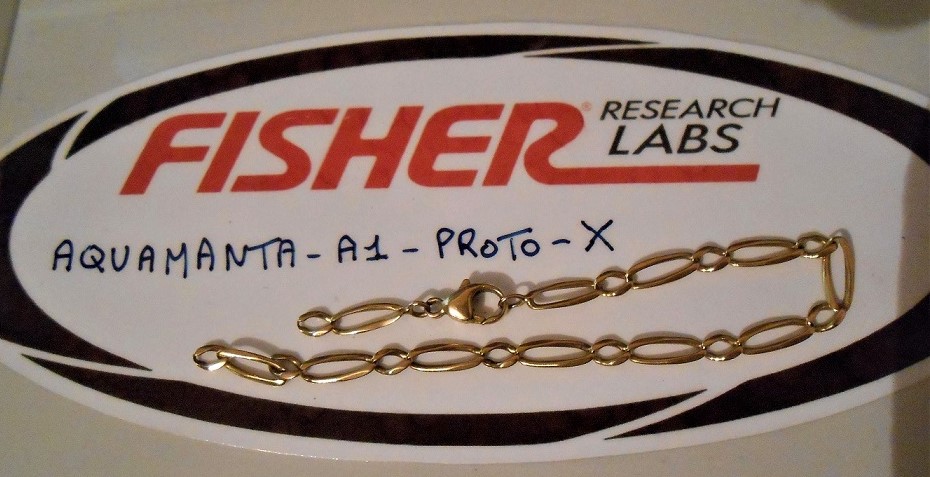 FISHER® RESEARCH
LABS
AQUAMANTA-A1-PROTO-X